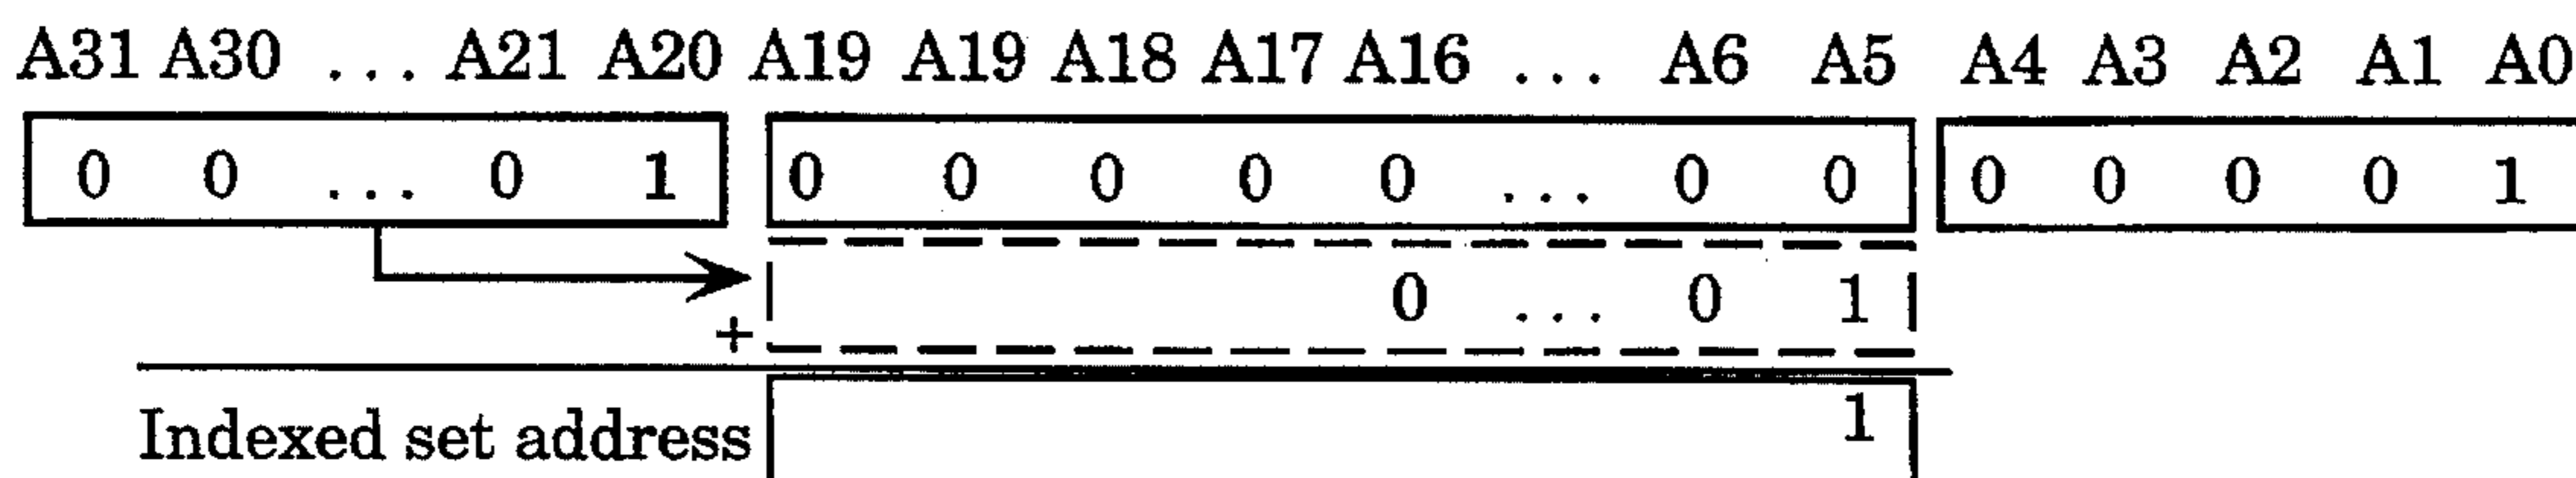 A31 A30 ... A21 A20 A19 A19 A18 A17 A16 ... A6 A5 A4 A3 A2 A1 A0
0 0 ... 0 1 0 0 0 0 0 ... 0 0 0 0 0 0 1
0 ... 0 1
+
Indexed set address 1